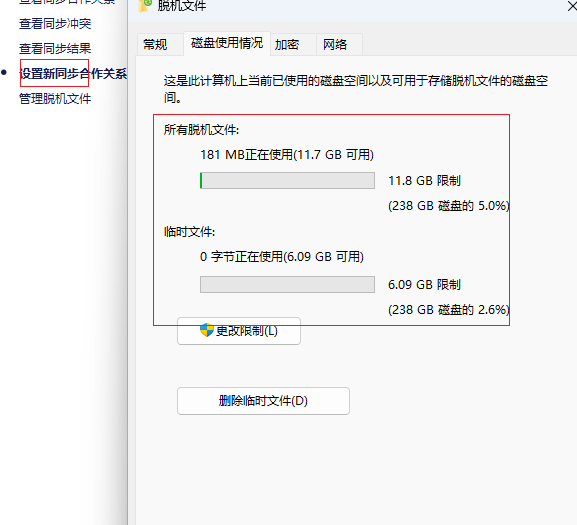 查看同步合作关系
脱机文件
查看同步冲突
查看同步结果
设置新同步合作关系
管理脱机文件
常规
磁盘使用情况
加密
网络
这是此计算机上当前已使用的磁盘空间以及可用于存储脱机文件的磁盘空
间。
所有脱机文件:
181 MB正在使用(11.7 GB 可用)
11.8 GB 限制
(238 GB 磁盘的 5.0%)
临时文件:
0 字节正在使用(6.09 GB 可用)
6.09 GB 限制
(238 GB 磁盘的 2.6%)
更改限制(L)
删除临时文件(D)